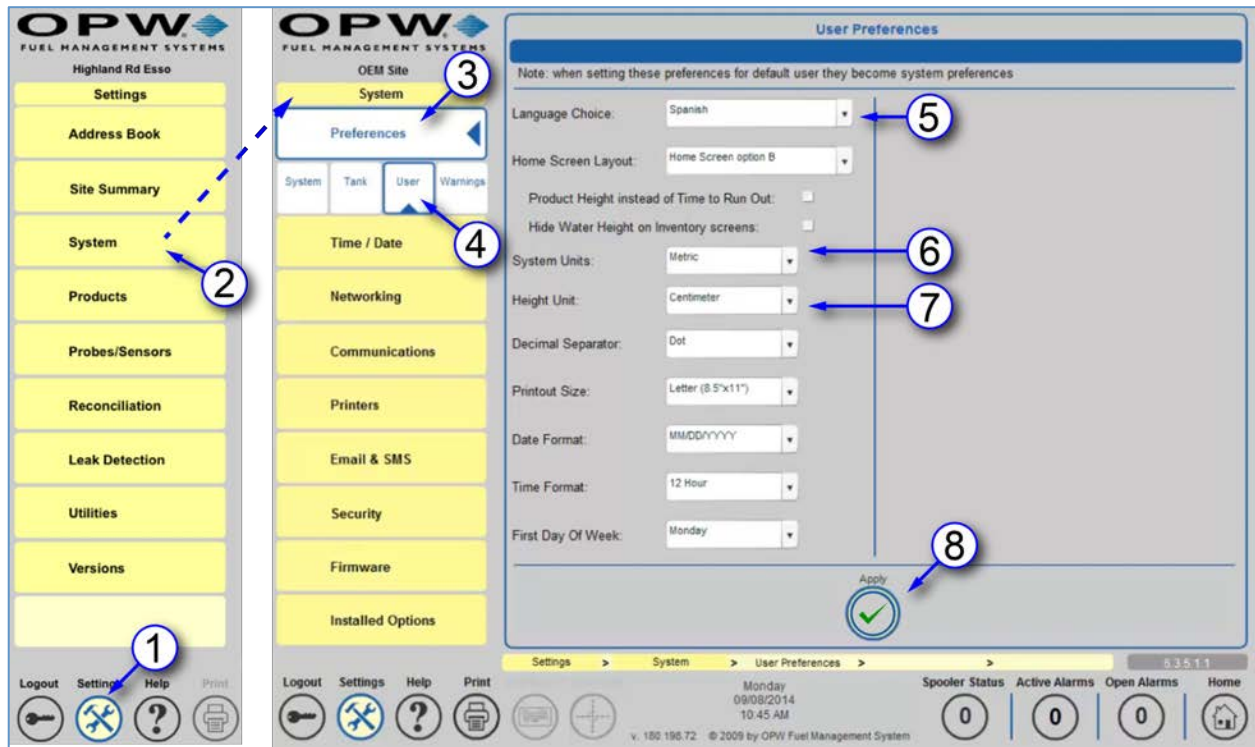 OPW
FUEL MANAGEMENT SYSTEMS
Highland Rd Esso
Settings
Address Book
Site Summary
System
2
Products
Probes/Sensors
Reconciliation
Leak Detection
Utilities
Versions
1
Logout Settings Help Print
OPW
FUEL MANAGEMENT SYSTEMS
OEM Site
3
System
Preferences
System Tank User Warnings
4
Time / Date
Networking
Communications
Printers
Email & SMS
Security
Firmware
Installed Options
Logout Settings Help Print
User Preferences
Note: when setting these preferences for default user they become system preferences
Language Choice: Spanish
5
Home Screen Layout: Home Screen option B
Product Height instead of Time to Run Out:
Hide Water Height on Inventory screens:
System Units: Metric
6
Height Unit: Centimeter
7
Decimal Separator: Dot
Printout Size: Letter (8.5"x11")
Date Format: MM/DD/YYYY
Time Format: 12 Hour
First Day Of Week: Monday
8
Apply
Settings > System > User Preferences > >
5.3.5.1.1
Monday
09/08/2014
10:45 AM
v. 180.198.72 © 2009 by OPW Fuel Management System
Spooler Status Active Alarms Open Alarms Home
0 0 0